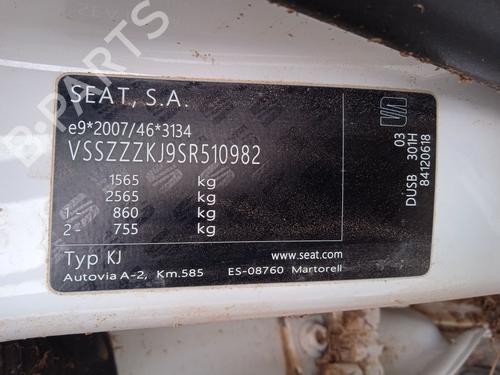 B-PARTS
SEAT, S.A.
e9*2007/46*3134
VSSZZZKJ9SR510982
1565 kg
2565 kg
1- 860 kg
2- 755 kg
Typ KJ
www.seat.com
Autovia A-2, Km.585 ES-08760 Martorell
03
DUSB 301H
84120618